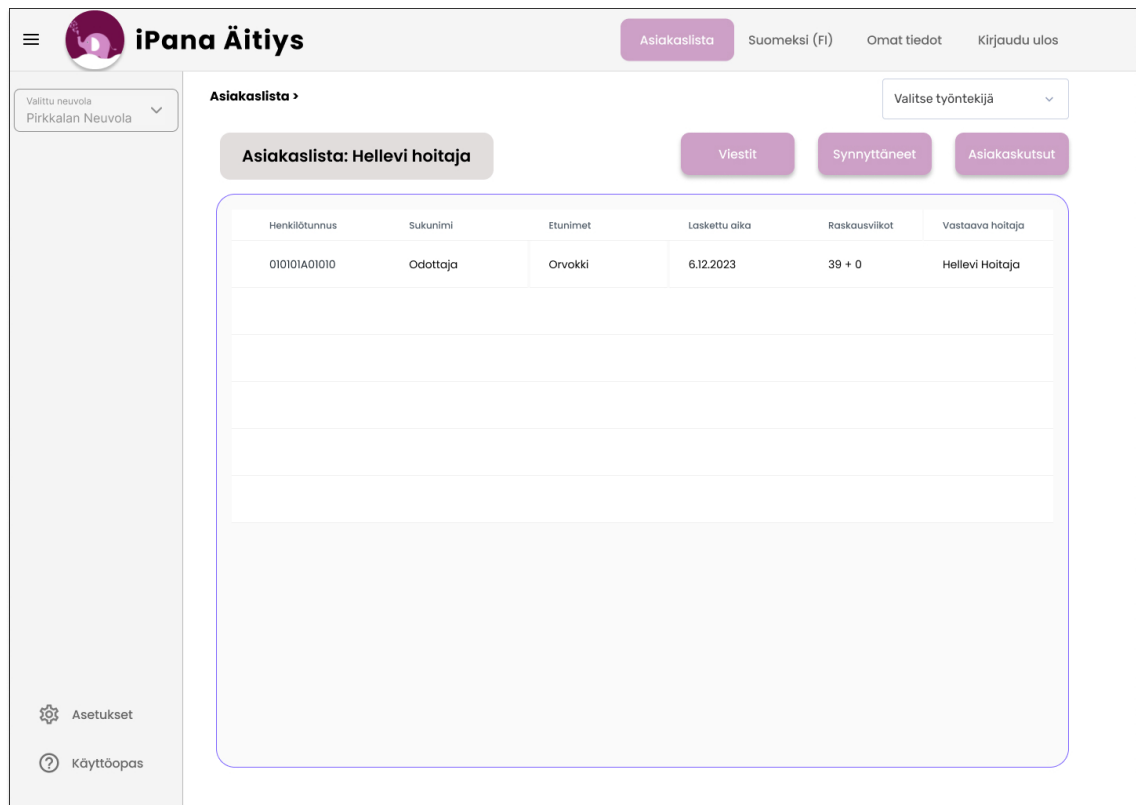 iPana Äitiys
Asiakaslista
Suomeksi (FI)
Omat tiedot
Kirjaudu ulos
Valittu neuvola
Pirkkalan Neuvola
Asiakaslista >
Valitse työntekijä
Asiakaslista: Hellevi hoitaja
Viestit
Synnyttäneet
Asiakaskutsut
Henkilötunnus Sukunimi Etunimet Laskettu aika Raskausviikot Vastaava hoitaja
010101A01010 Odottaja Orvokki 6.12.2023 39 + 0 Hellevi Hoitaja
Asetukset
Käyttöopas